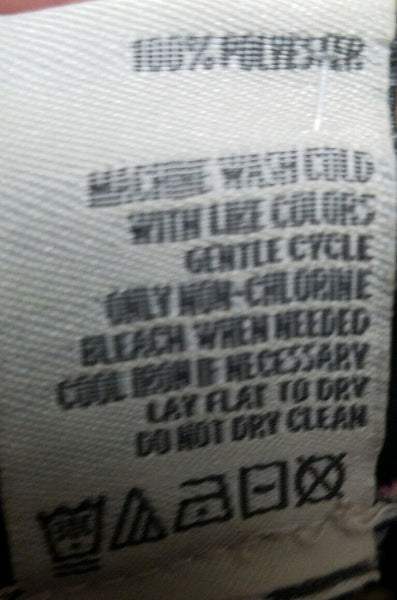 100% POLYESTER
MACHINE WASH COLD
WITH LIKE COLORS
GENTLE CYCLE
ONLY NON-CHLORINE
BLEACH WHEN NEEDED
COOL IRON IF NECESSARY
LAY FLAT TO DRY
DO NOT DRY CLEAN